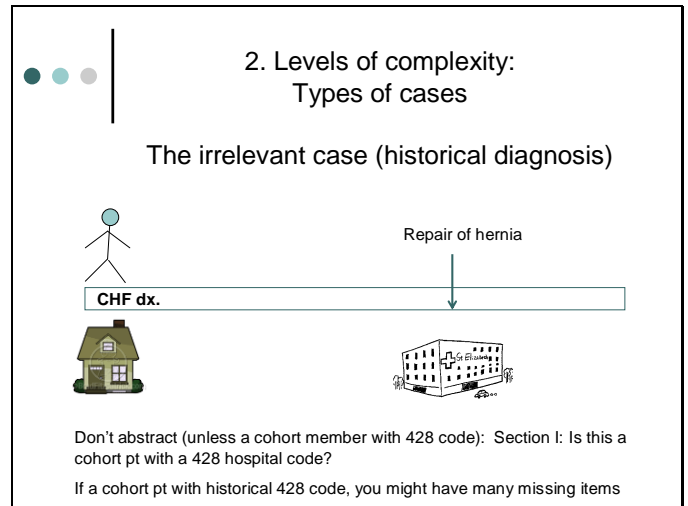 2. Levels of complexity:
Types of cases
The irrelevant case (historical diagnosis)
Repair of hernia
CHF dx.
St Elizabeth
Don't abstract (unless a cohort member with 428 code): Section I: Is this a
cohort pt with a 428 hospital code?
If a cohort pt with historical 428 code, you might have many missing items